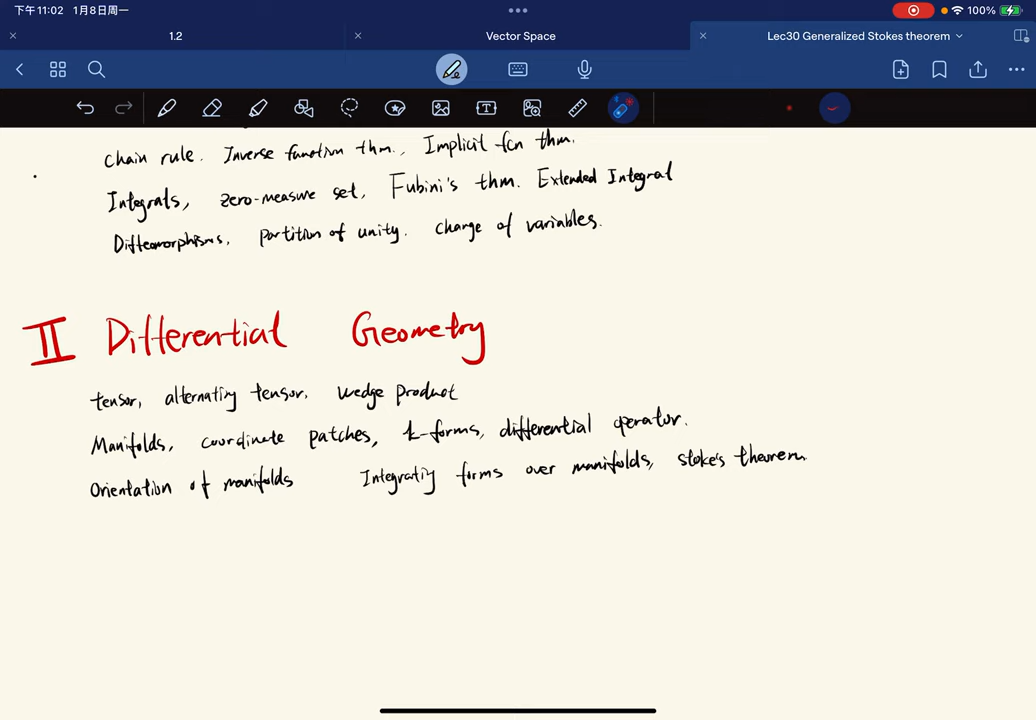 下午11:02 1月8日周一
100%
1.2
Vector Space
Lec30 Generalized Stokes theorem
chain rule. Inverse function thm., Implicit fcn thm.
Integrals, zero-measure set, Fubini's thm. Extended Integral
Diffeomorphisms, partition of unity. change of variables.
II Differential Geometry
tensor, alternating tensor, wedge product
Manifolds, coordinate patches, k-forms, differential operator.
Orientation of manifolds Integrating forms over manifolds, stoke's theorem